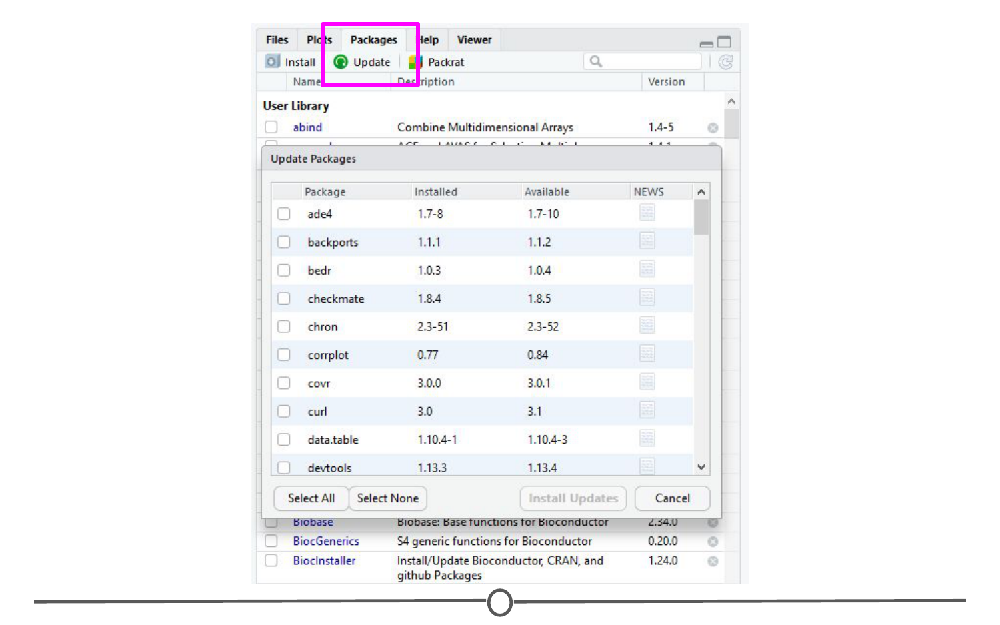 Files Plots Packages Help Viewer
Install Update Packrat
Name Description Version
User Library
abind Combine Multidimensional Arrays 1.4-5
Update Packages
Package Installed Available NEWS
ade4 1.7-8 1.7-10
backports 1.1.1 1.1.2
bedr 1.0.3 1.0.4
checkmate 1.8.4 1.8.5
chron 2.3-51 2.3-52
corrplot 0.77 0.84
covr 3.0.0 3.0.1
curl 3.0 3.1
data.table 1.10.4-1 1.10.4-3
devtools 1.13.3 1.13.4
Select All Select None Install Updates Cancel
Biobase Biobase: Base functions for Bioconductor 2.34.0
BiocGenerics S4 generic functions for Bioconductor 0.20.0
BiocInstaller Install/Update Bioconductor, CRAN, and 1.24.0
github Packages